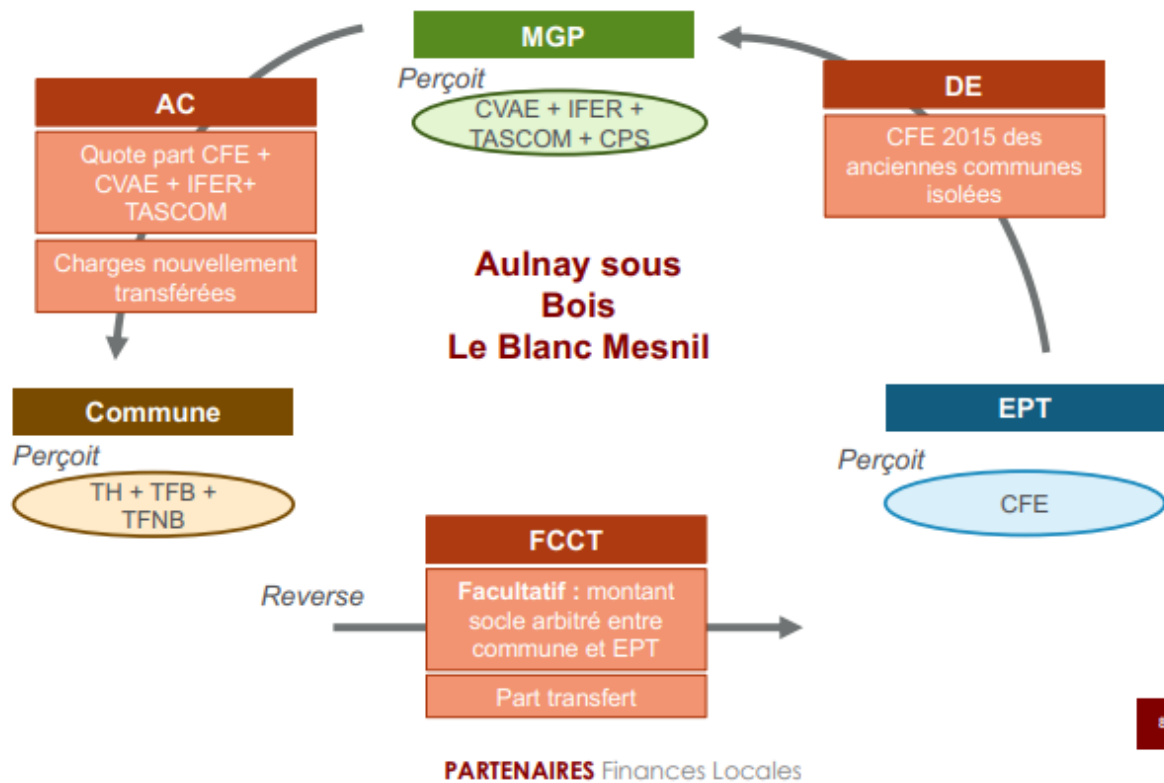 MGP
Perçoit
CVAE + IFER +
TASCOM + CPS
AC
Quote part CFE +
CVAE + IFER+
TASCOM
Charges nouvellement
transférées
DE
CFE 2015 des
anciennes communes
isolées
Aulnay sous
Bois
Le Blanc Mesnil
Commune
Perçoit
TH + TFB +
TFNB
EPT
Perçoit
CFE
Reverse
FCCT
Facultatif : montant
socle arbitré entre
commune et EPT
Part transfert
PARTENAIRES Finances Locales